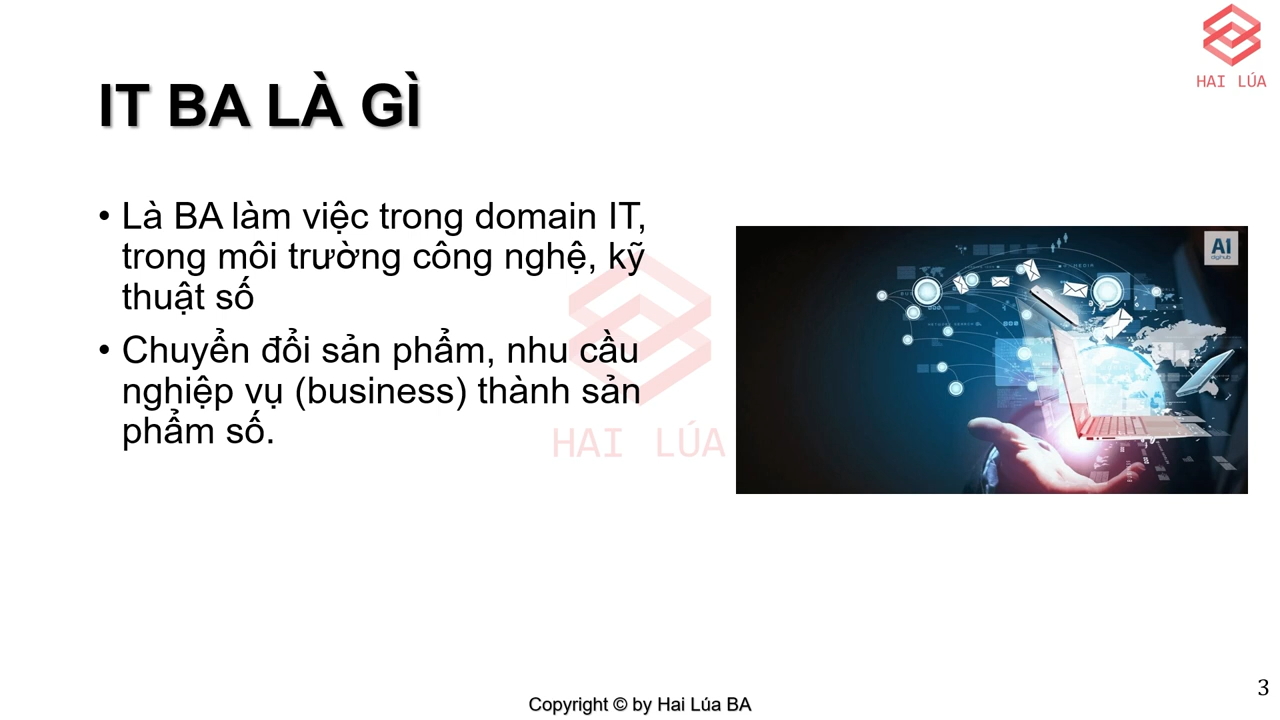 HAI LÚA
IT BA LÀ GÌ
• Là BA làm việc trong domain IT,
trong môi trường công nghệ, kỹ
thuật số
• Chuyển đổi sản phẩm, nhu cầu
nghiệp vụ (business) thành sản
phẩm số.
HAI LÚA
AI
digihub
Copyright © by Hai Lúa BA
3